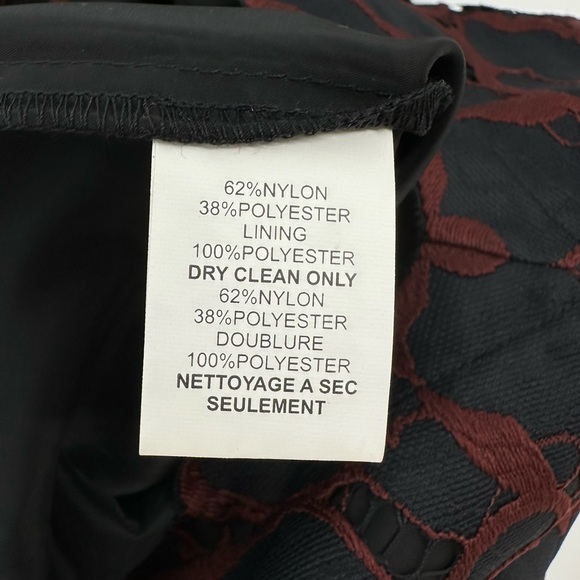 62%NYLON
38%POLYESTER
LINING
100%POLYESTER
DRY CLEAN ONLY
62%NYLON
38%POLYESTER
DOUBLURE
100%POLYESTER
NETTOYAGE A SEC
SEULEMENT